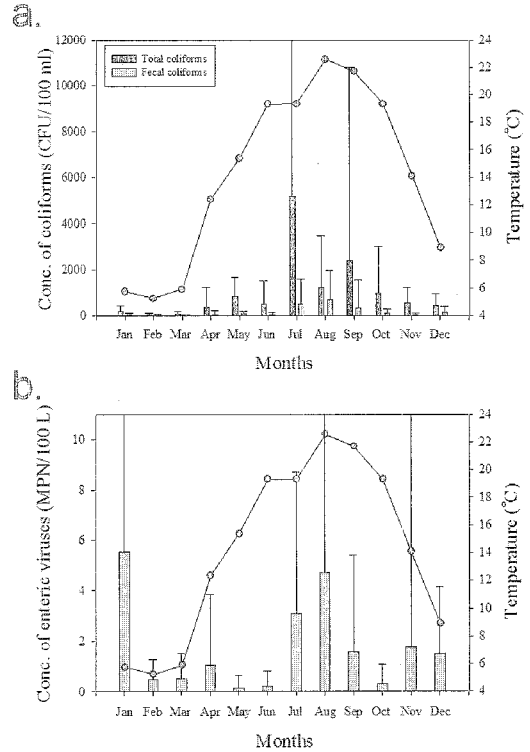 a.
12000 24
Total coliforms
Fecal coliforms
22
10000
20
8000 18
16
6000 14
12
4000 10
8
2000
6
0 4
Conc. of coliforms (CFU/100 ml)
Temperature (°C)
Jan Feb Mar Apr May Jun Jul Aug Sep Oct Nov Dec
Months
b.
24
10 22
20
8 18
16
6
14
4 12
10
2 8
6
0 4
Conc. of enteric viruses (MPN/100 L)
Temperature (°C)
Jan Feb Mar Apr May Jun Jul Aug Sep Oct Nov Dec
Months